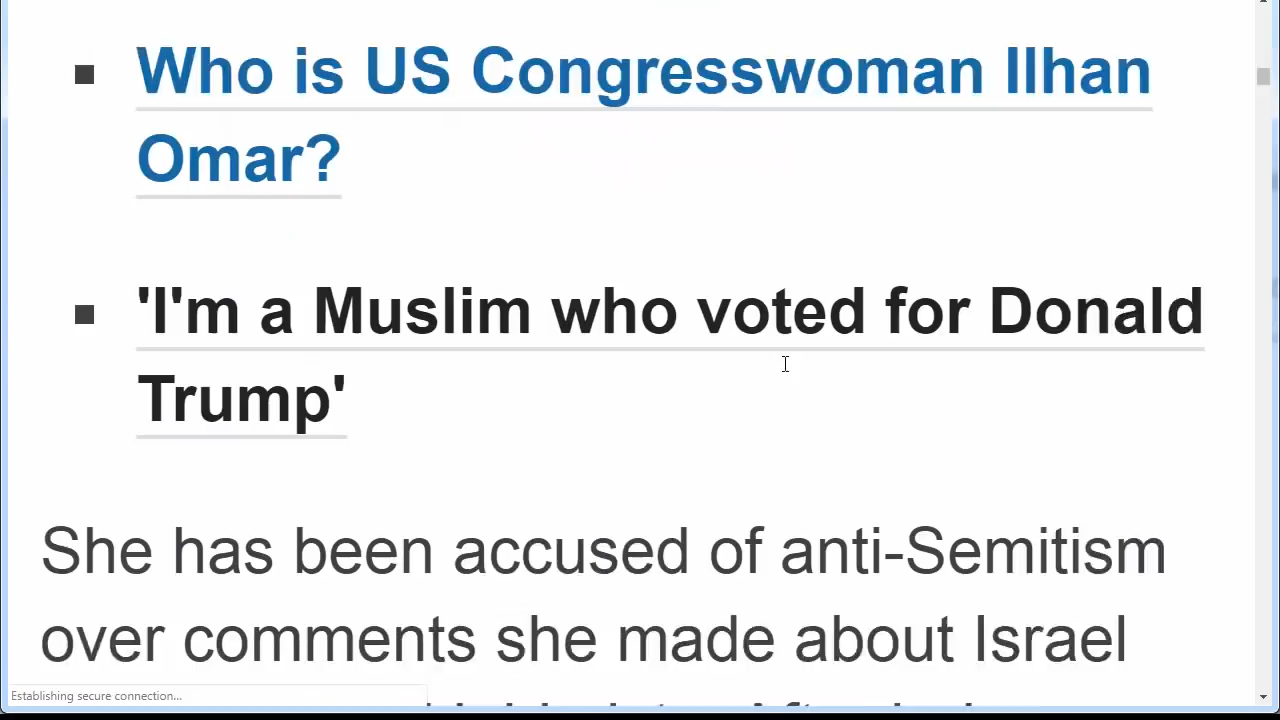 Who is US Congresswoman Ilhan
Omar?
'I'm a Muslim who voted for Donald
Trump'
She has been accused of anti-Semitism
over comments she made about Israel
Establishing secure connection...